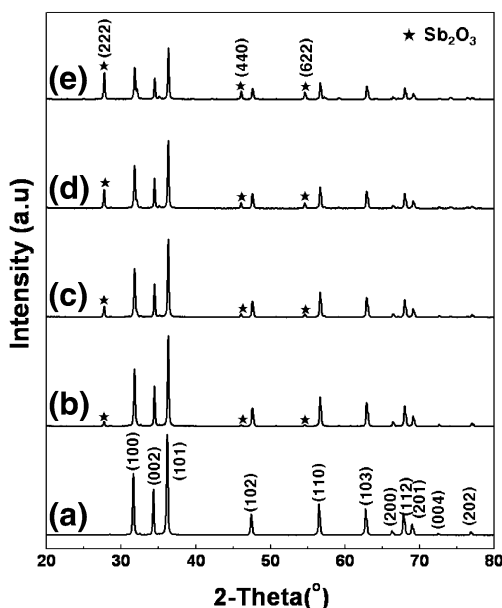 ★ Sb₂O₃
(222)
(440)
(622)
(e)
(d)
(c)
(b)
(a)
(100)
(002)
(101)
(102)
(110)
(103)
(200)
(112)
(201)
(004)
(202)
Intensity (a.u)
20 30 40 50 60 70 80
2-Theta(°)